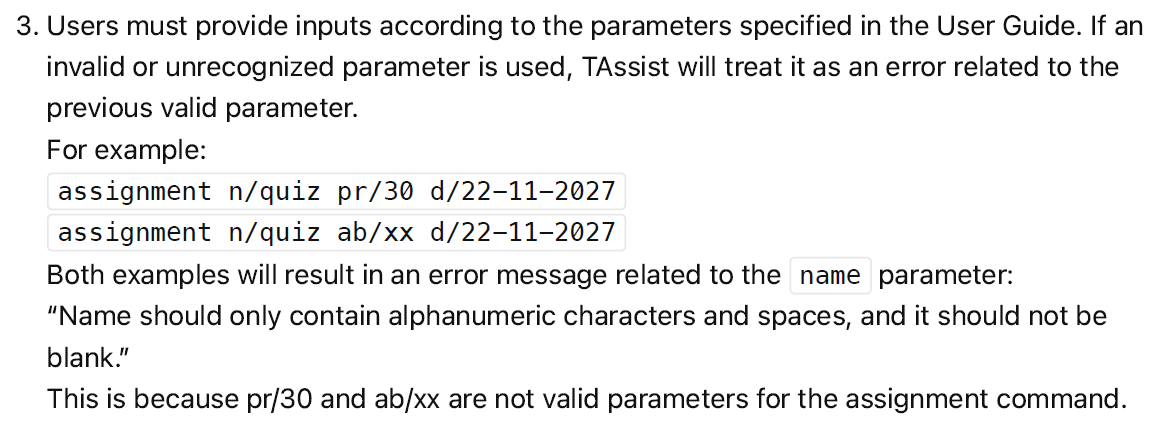 3. Users must provide inputs according to the parameters specified in the User Guide. If an
invalid or unrecognized parameter is used, TAssist will treat it as an error related to the
previous valid parameter.
For example:
assignment n/quiz pr/30 d/22-11-2027
assignment n/quiz ab/xx d/22-11-2027
Both examples will result in an error message related to the name parameter:
“Name should only contain alphanumeric characters and spaces, and it should not be
blank.”
This is because pr/30 and ab/xx are not valid parameters for the assignment command.